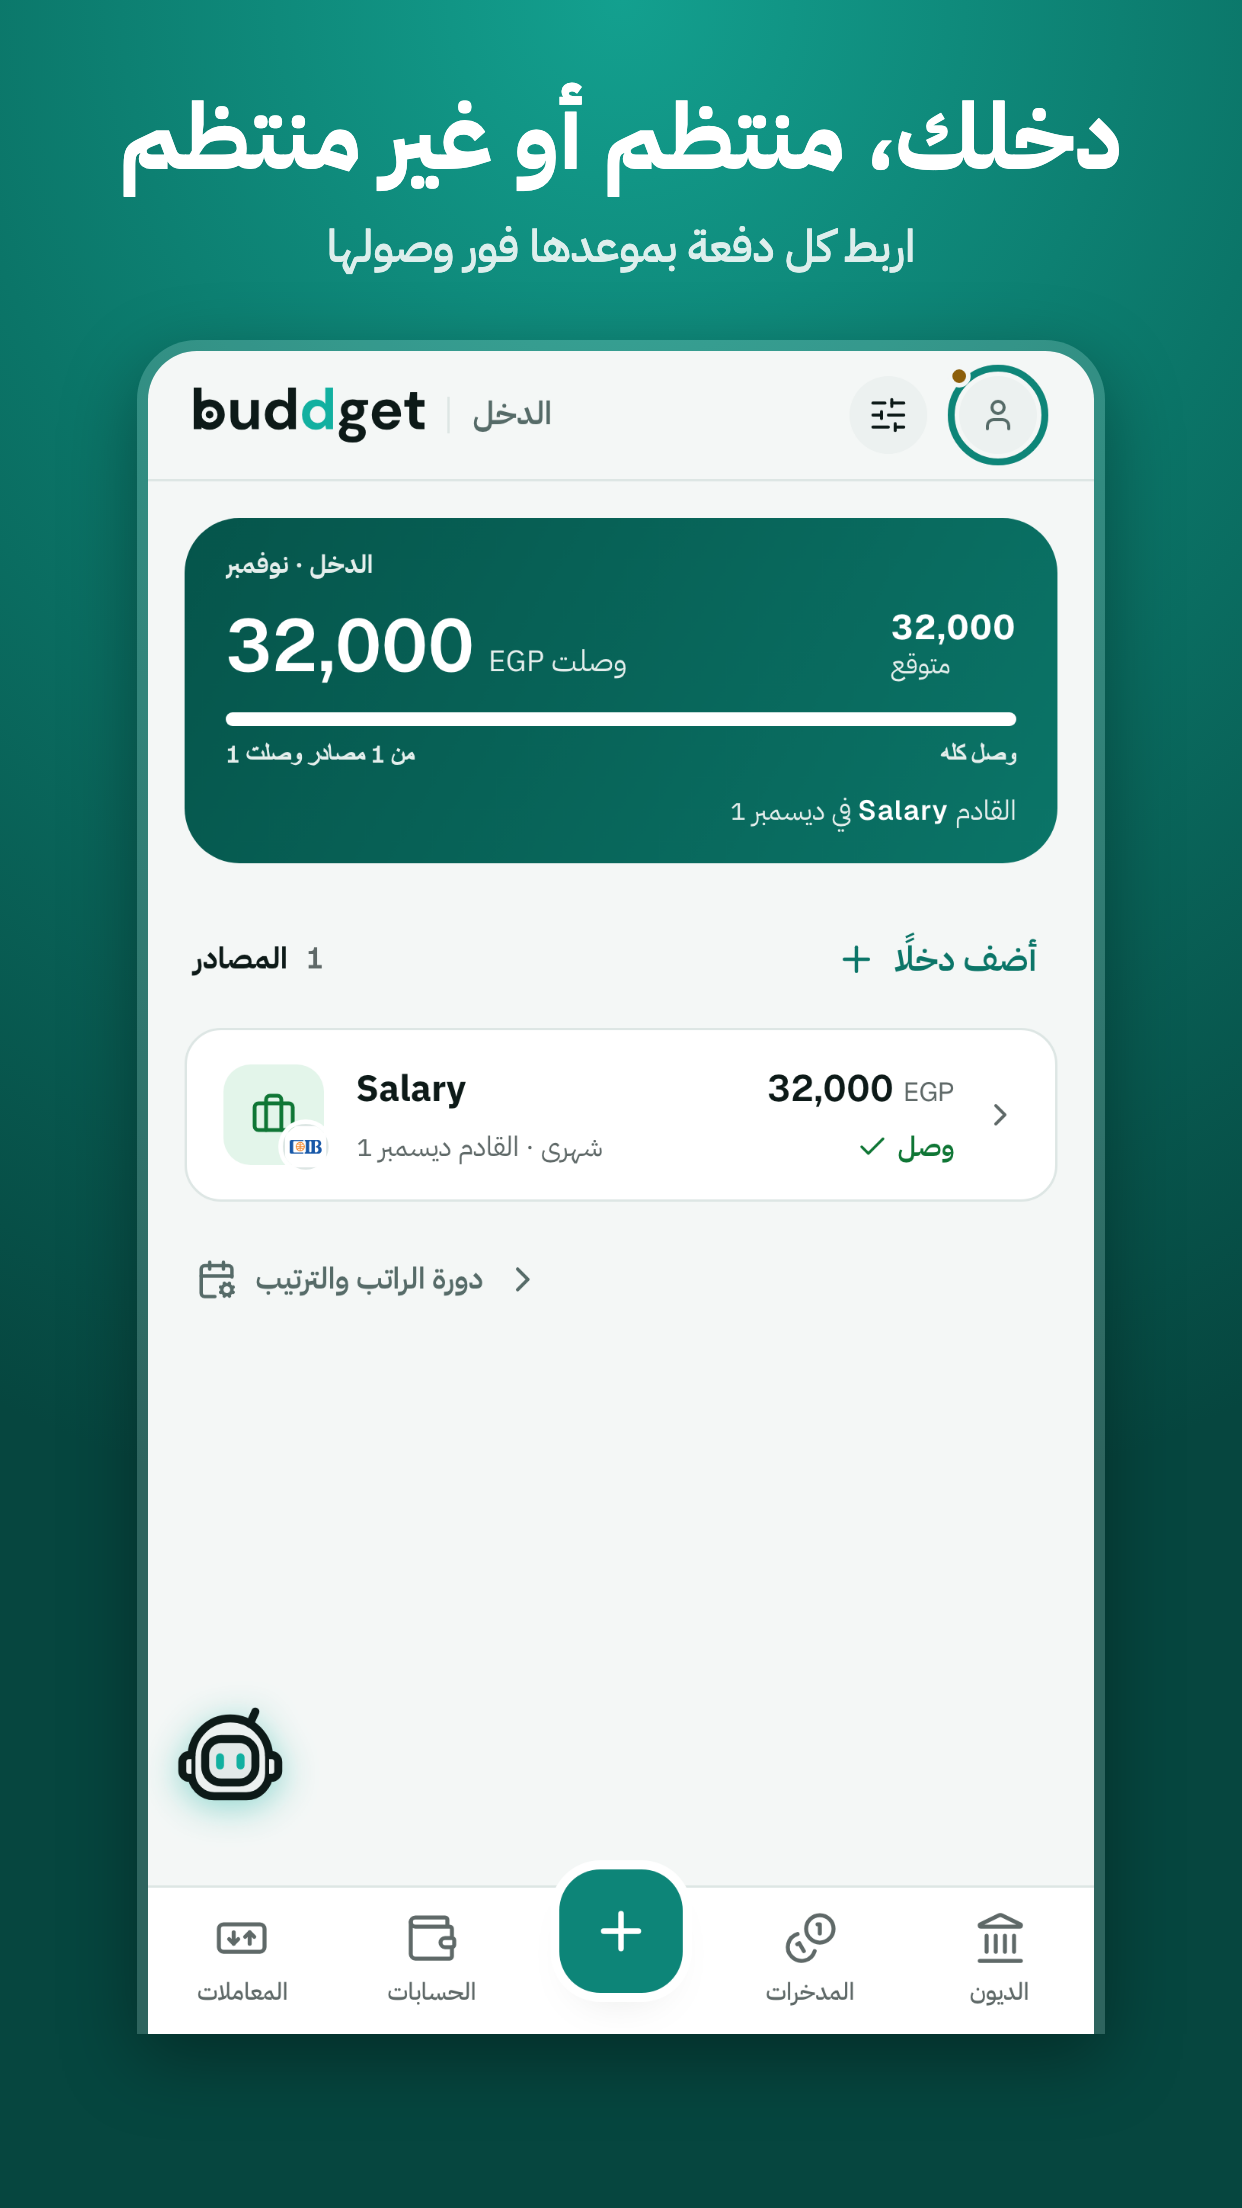 دخلك، منتظم أو غير منتظم
اربط كل دفعة بموعدها فور وصولها
buddget | الدخل
الدخل · نوفمبر
32,000 EGP وصلت
32,000
متوقع
1 من 1 مصادر وصلت
وصل كله
القادم Salary في ديسمبر 1
المصادر 1
+ أضف دخلًا
Salary
32,000 EGP
CIB
شهري · القادم ديسمبر 1
وصل
دورة الراتب والترتيب
المعاملات
الحسابات
المدخرات
الديون